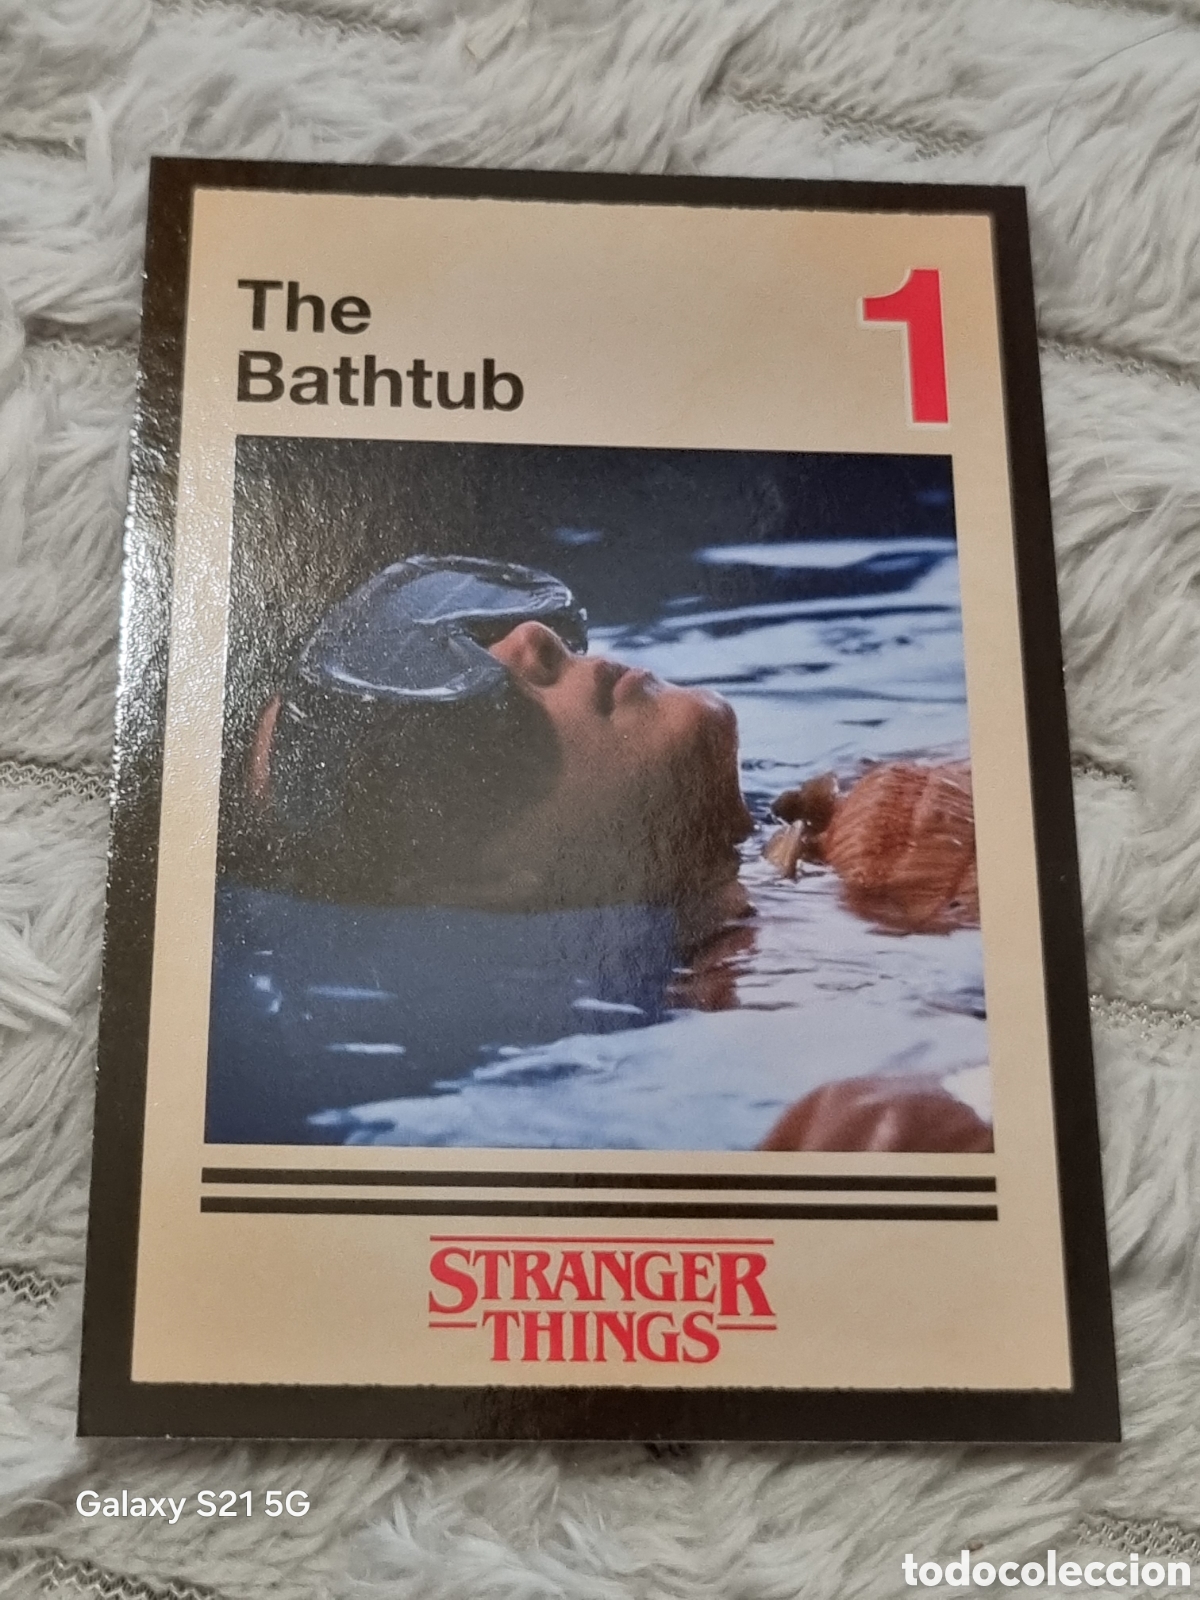 The
Bathtub
1
STRANGER
THINGS
Galaxy S21 5G
todocoleccion